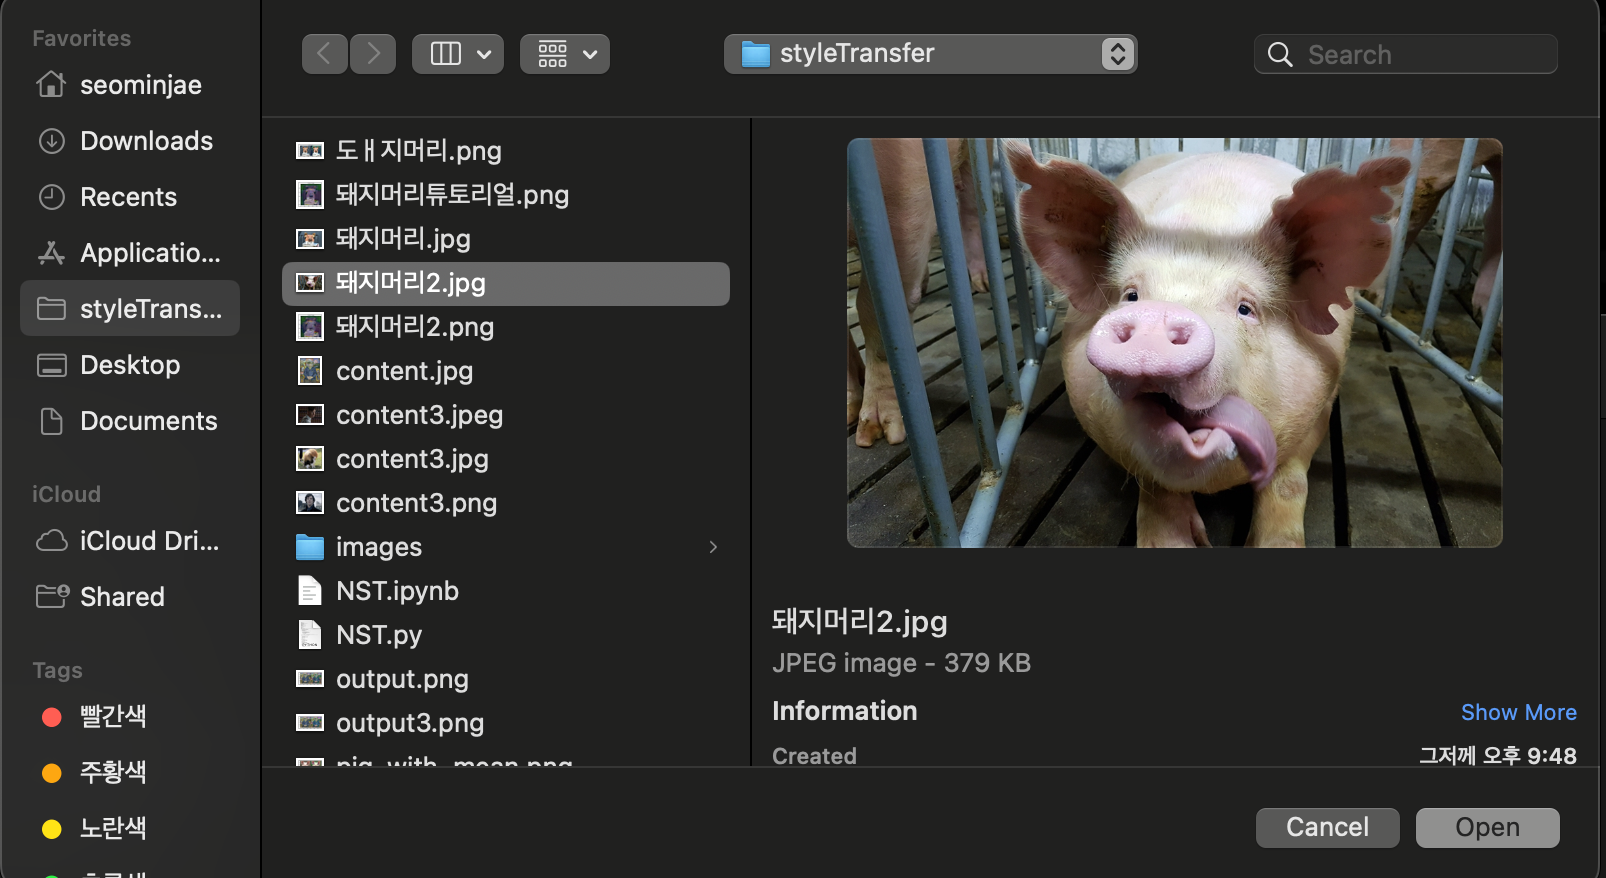 Favorites
seominjae
Downloads
Recents
Applicatio...
styleTrans...
Desktop
Documents
iCloud
iCloud Dri...
Shared
Tags
빨간색
주황색
노란색
styleTransfer
Search
도ㅐ지머리.png
돼지머리튜토리얼.png
돼지머리.jpg
돼지머리2.jpg
돼지머리2.png
content.jpg
content3.jpeg
content3.jpg
content3.png
images
NST.ipynb
NST.py
output.png
output3.png
돼지머리2.jpg
JPEG image - 379 KB
Information
Show More
Created
그저께 오후 9:48
Cancel
Open